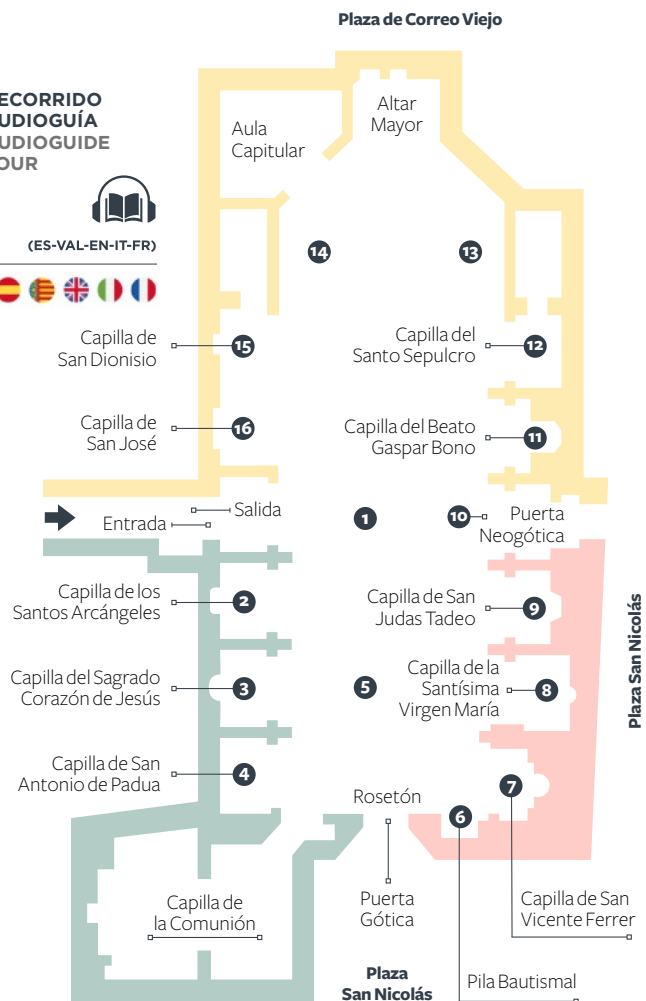 Plaza de Correo Viejo
ECORRIDO
UDIOGUÍA
UDIOGUIDE
OUR
(ES-VAL-EN-IT-FR)
Aula
Capitular
Altar
Mayor
14
13
Capilla de
San Dionisio
15
Capilla del
Santo Sepulcro
12
Capilla de
San José
16
Capilla del Beato
Gaspar Bono
11
Salida
Entrada
1
10
Puerta
Neogótica
Capilla de los
Santos Arcángeles
2
Capilla de San
Judas Tadeo
9
Plaza San Nicolás
Capilla del Sagrado
Corazón de Jesús
3
5
Capilla de la
Santísima
Virgen María
8
Capilla de San
Antonio de Padua
4
Rosetón
7
6
Capilla de
la Comunión
Puerta
Gótica
Capilla de San
Vicente Ferrer
Plaza
San Nicolás
Pila Bautismal